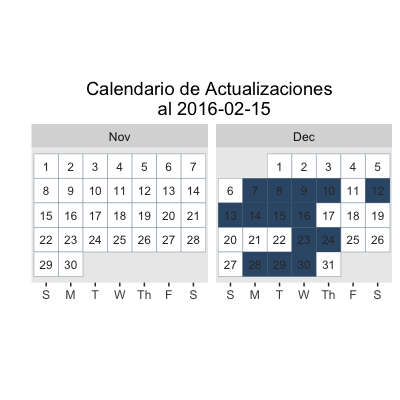 Calendario de Actualizaciones
al 2016-02-15
Nov
1 2 3 4 5 6 7
8 9 10 11 12 13 14
15 16 17 18 19 20 21
22 23 24 25 26 27 28
29 30
S M T W Th F S
Dec
1 2 3 4 5
6 7 8 9 10 11 12
13 14 15 16 17 18 19
20 21 22 23 24 25 26
27 28 29 30 31
S M T W Th F S